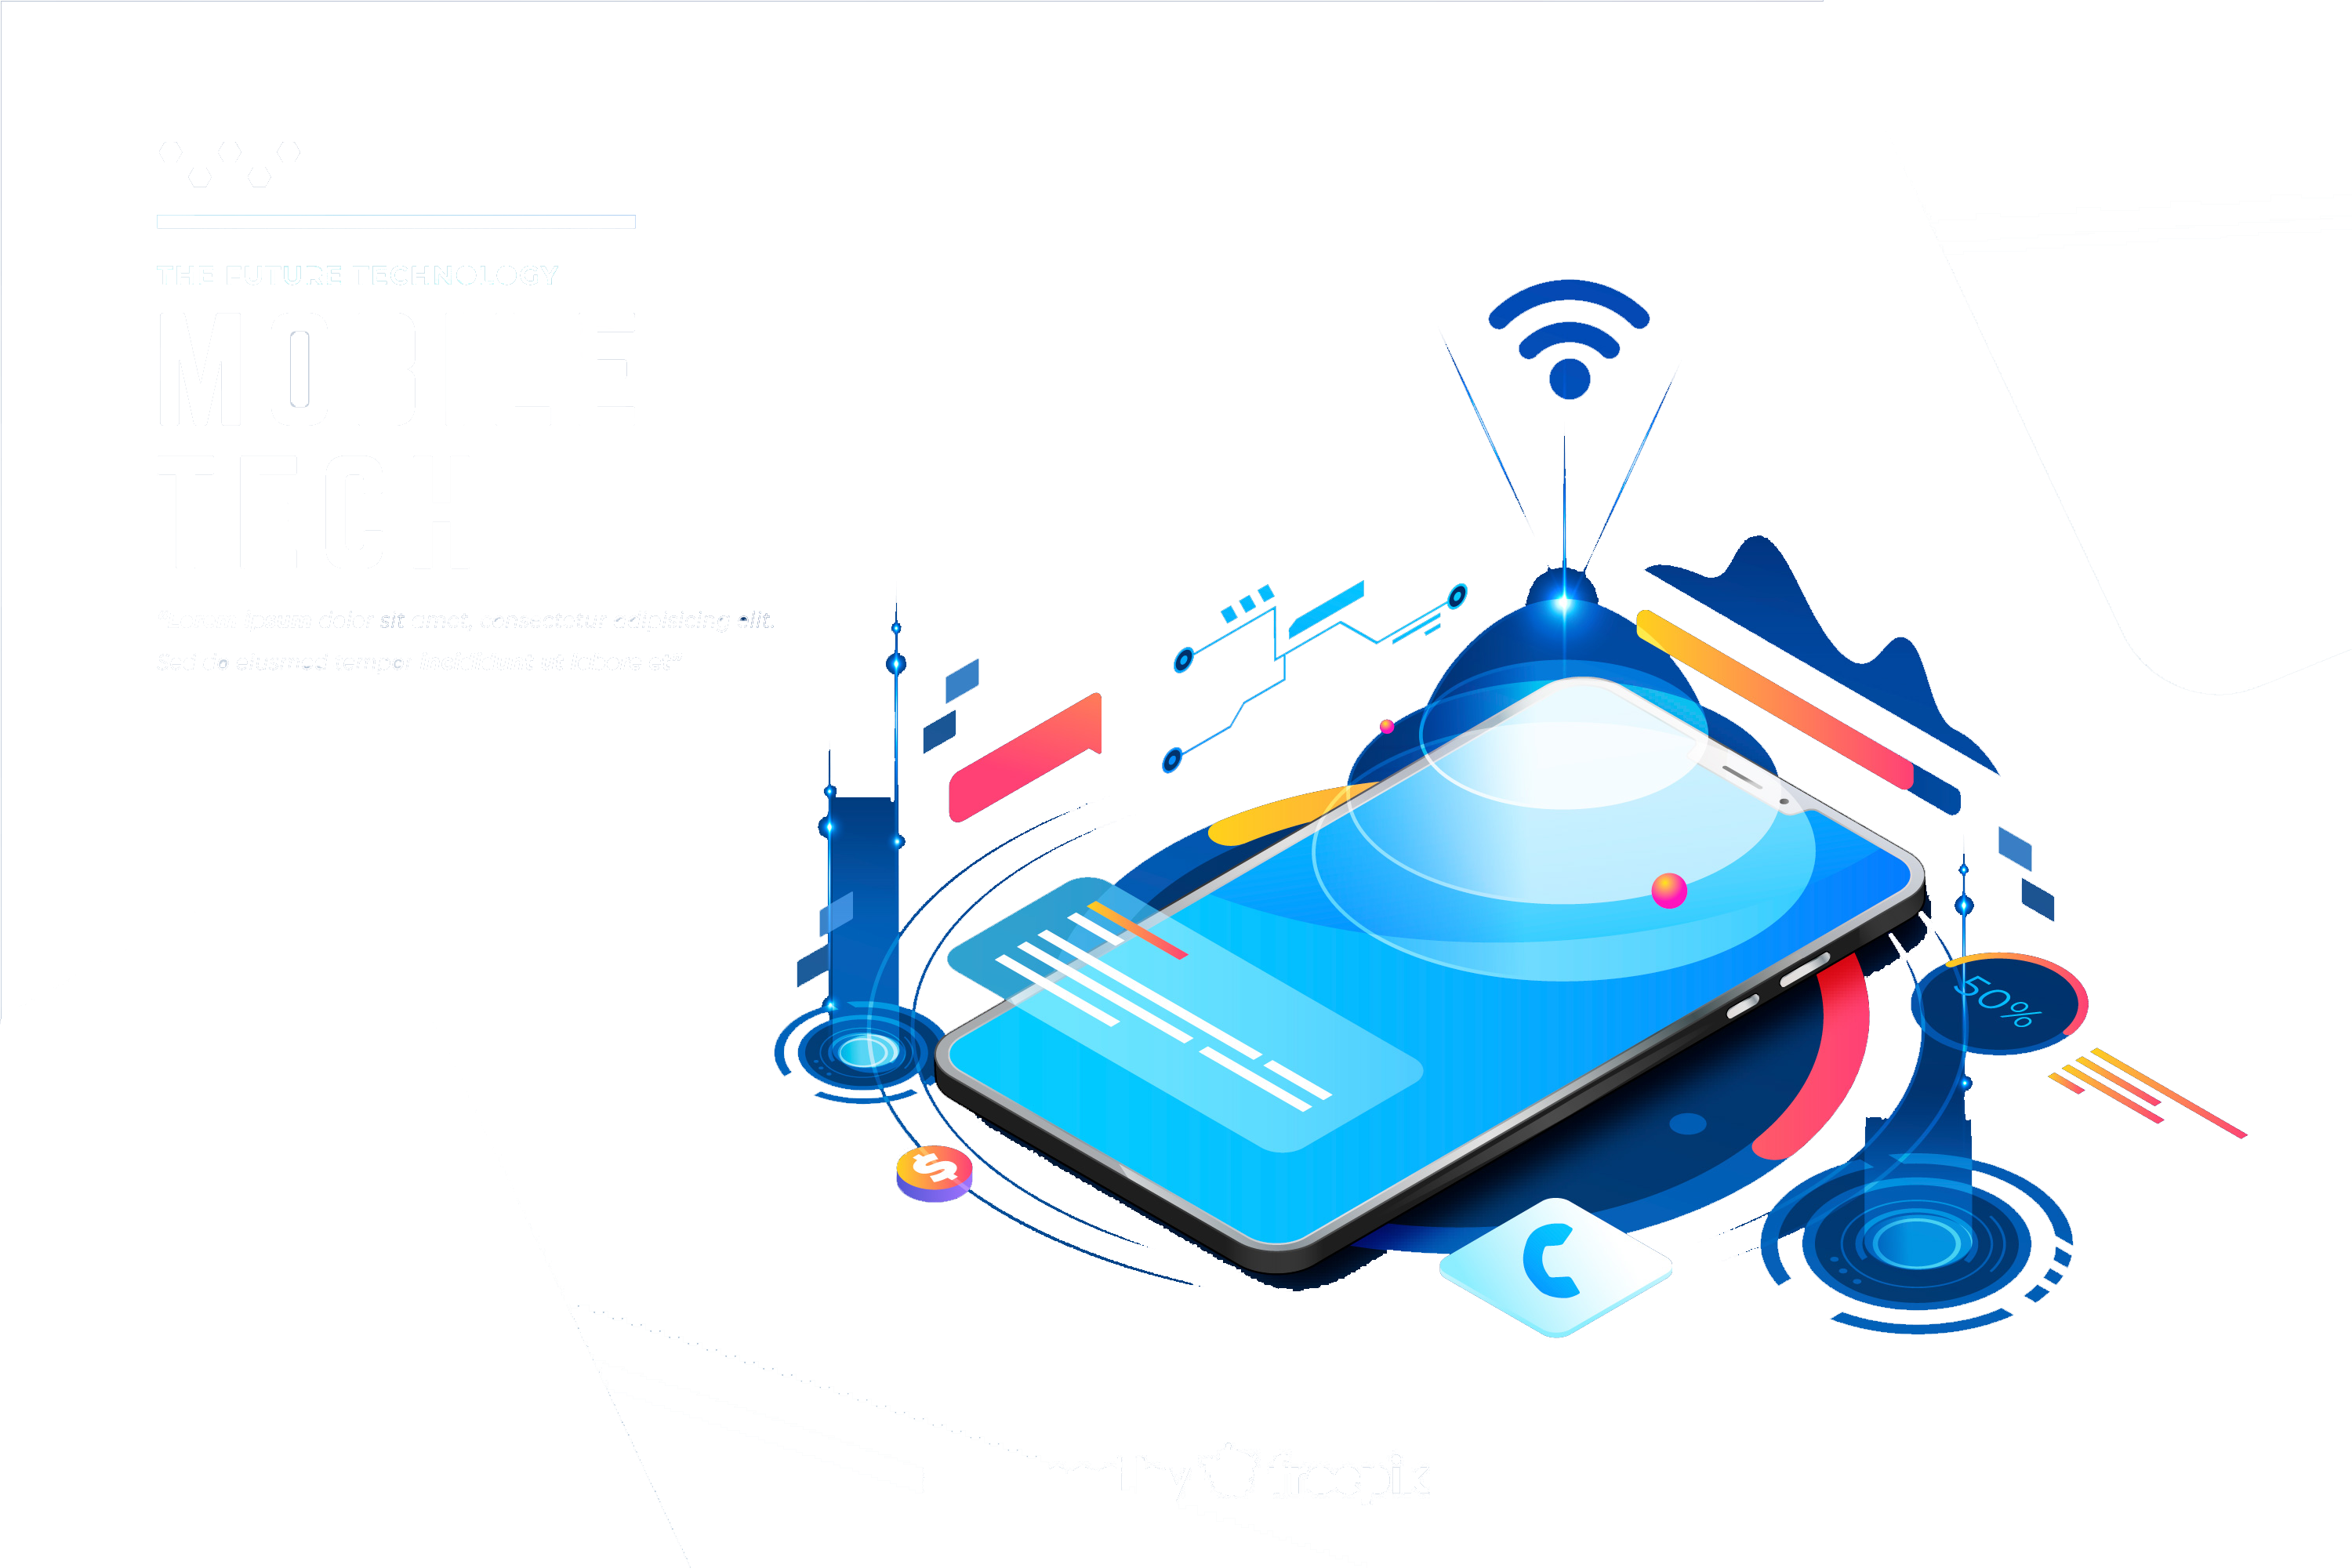 THE FUTURE TECHNOLOGY
MOBILE
TECH
ipsum dolor sit amet, consectetur adipisicing elit.
Sed do eiusmod tempor incididunt ut labore et"
50%
$
by freepik